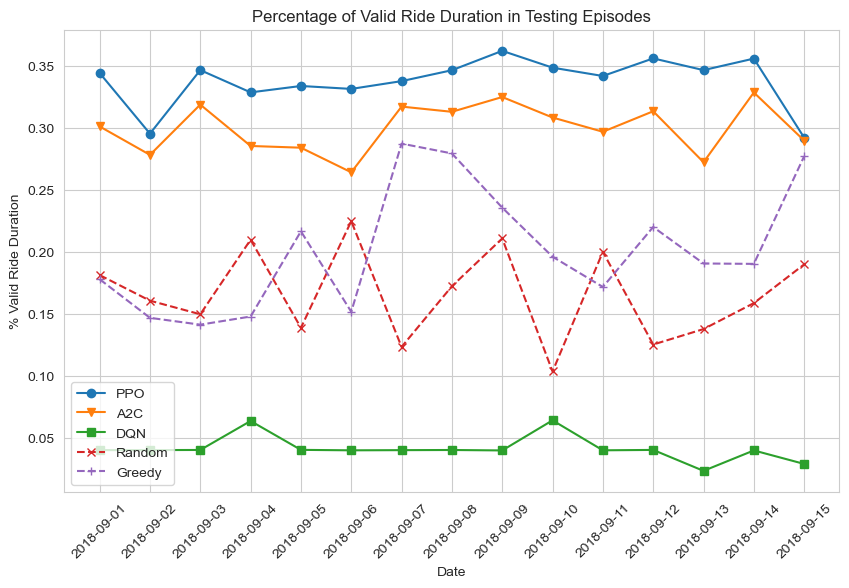 Percentage of Valid Ride Duration in Testing Episodes
% Valid Ride Duration
0.35
0.30
0.25
0.20
0.15
0.10
0.05
PPO
A2C
DQN
Random
Greedy
2018-09-01
2018-09-02
2018-09-03
2018-09-04
2018-09-05
2018-09-06
2018-09-07
2018-09-08
2018-09-09
2018-09-10
2018-09-11
2018-09-12
2018-09-13
2018-09-14
2018-09-15
Date